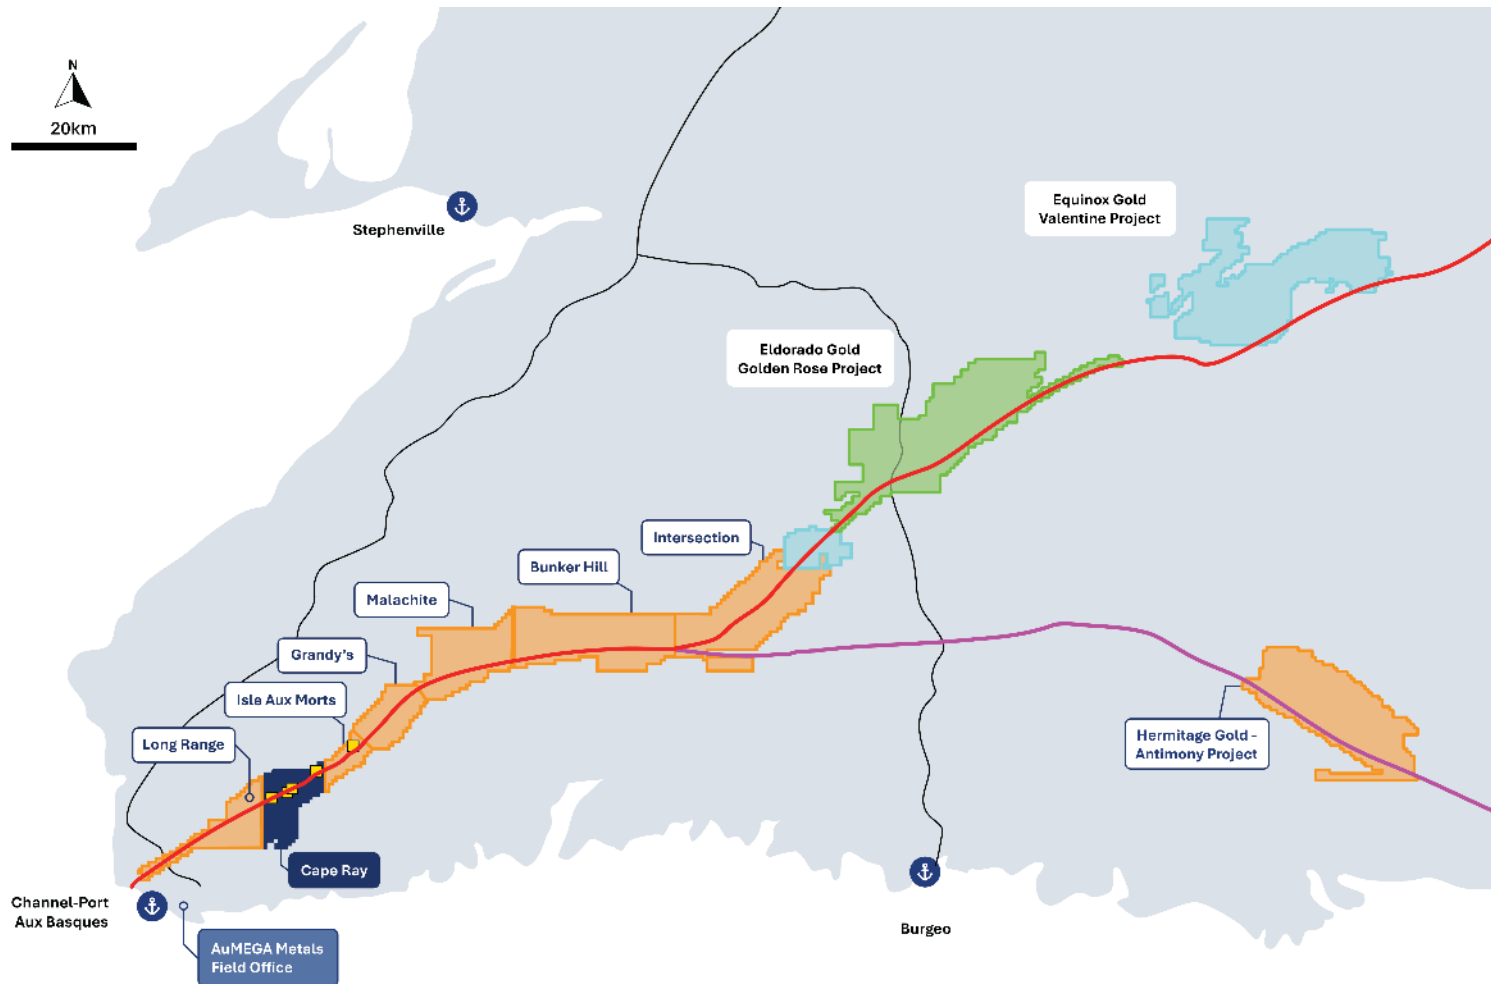 N
20km
Stephenville
Equinox Gold
Valentine Project
Eldorado Gold
Golden Rose Project
Intersection
Bunker Hill
Malachite
Grandy's
Isle Aux Morts
Long Range
Hermitage Gold -
Antimony Project
Cape Ray
Channel-Port
Aux Basques
Burgeo
AuMEGA Metals
Field Office